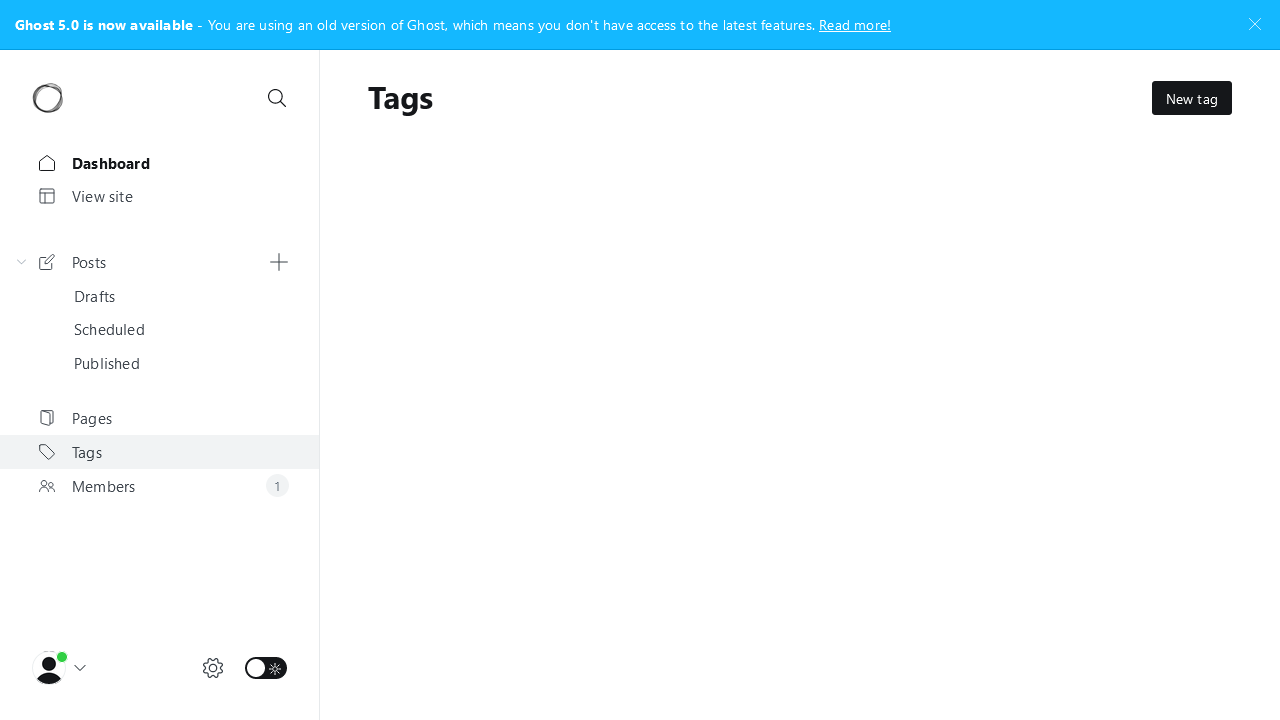 Ghost 5.0 is now available - You are using an old version of Ghost, which means you don't have access to the latest features. Read more!
Tags
New tag
Dashboard
View site
Posts
Drafts
Scheduled
Published
Pages
Tags
Members
1